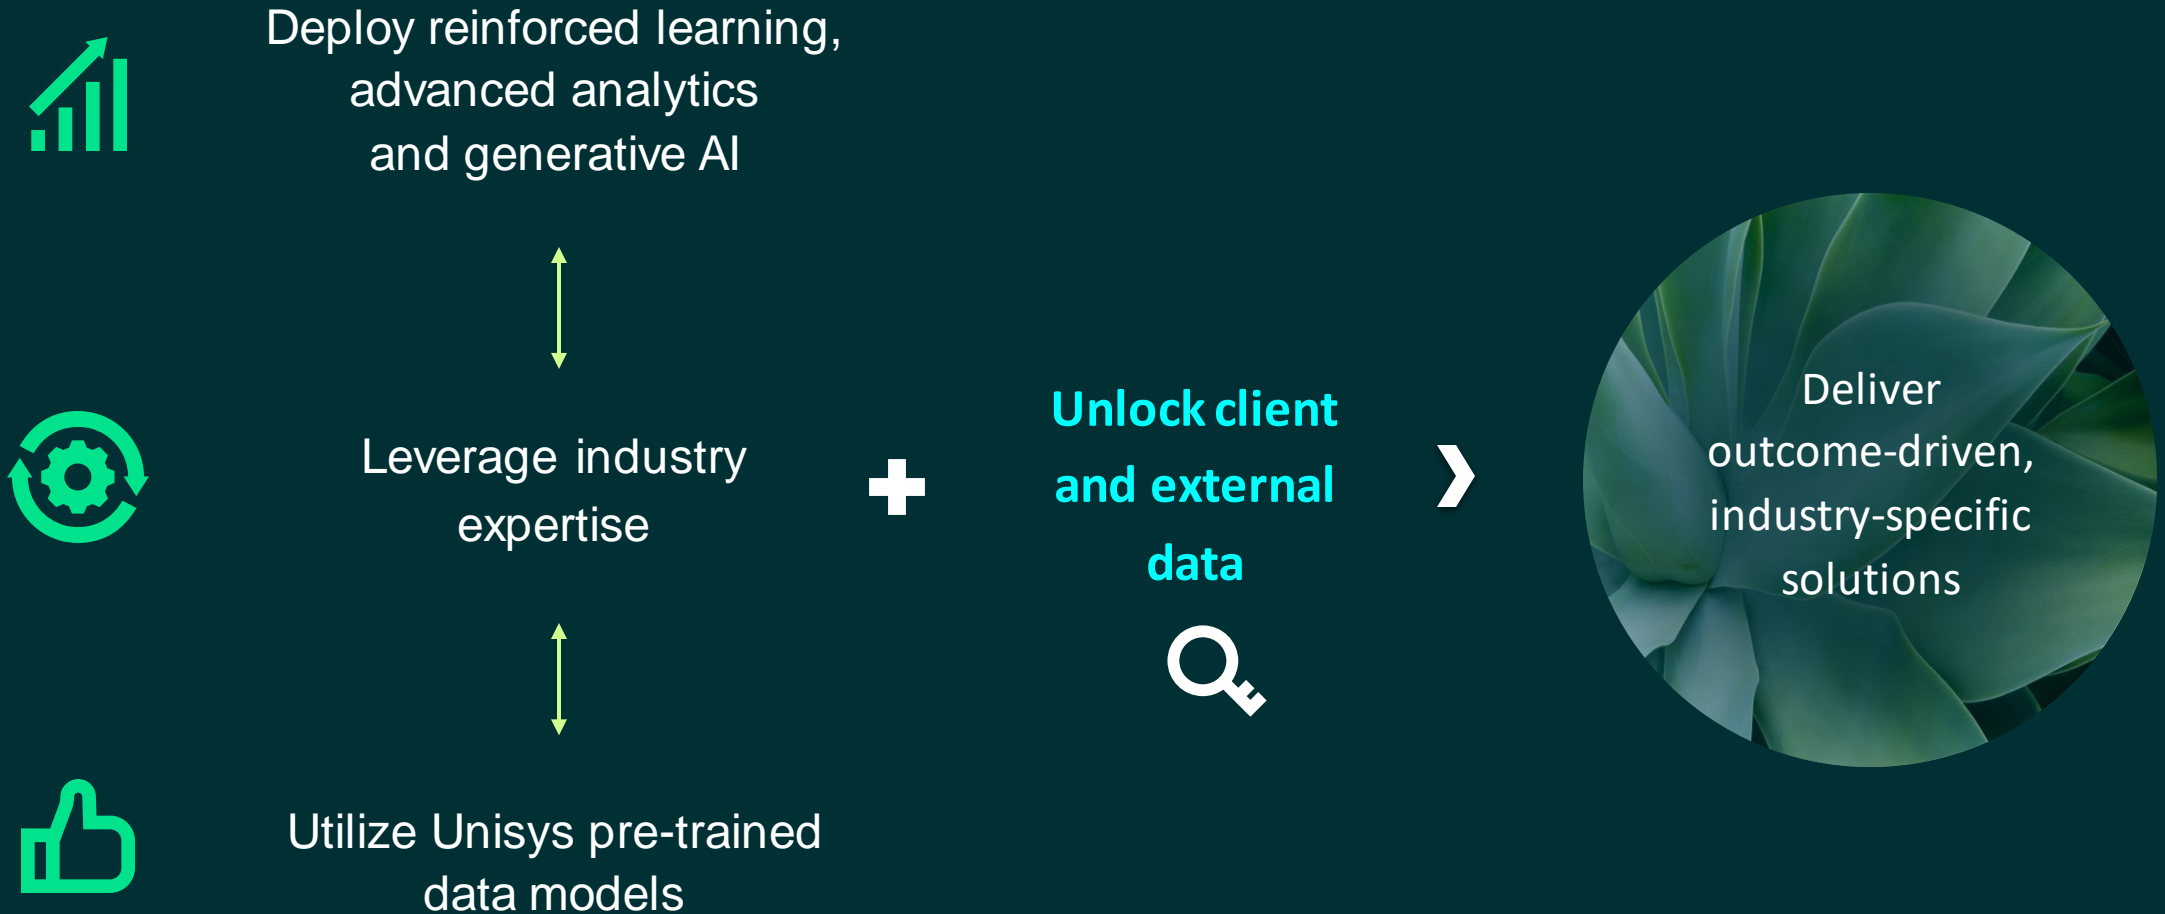 Deploy reinforced learning,
advanced analytics
and generative AI
Leverage industry
expertise
Utilize Unisys pre-trained
data models
Unlock client
and external
data
Deliver
outcome-driven,
industry-specific
solutions